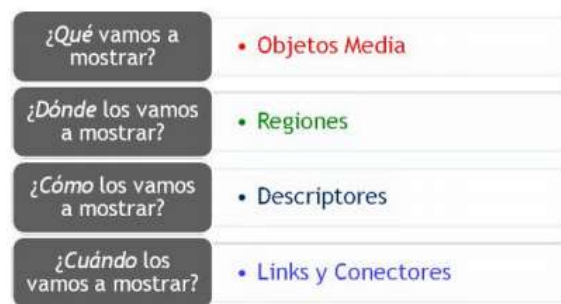 ¿Qué vamos a
mostrar?
• Objetos Media
¿Dónde los vamos
a mostrar?
• Regiones
¿Cómo los vamos
a mostrar?
• Descriptores
¿Cuándo los
vamos a mostrar?
• Links y Conectores